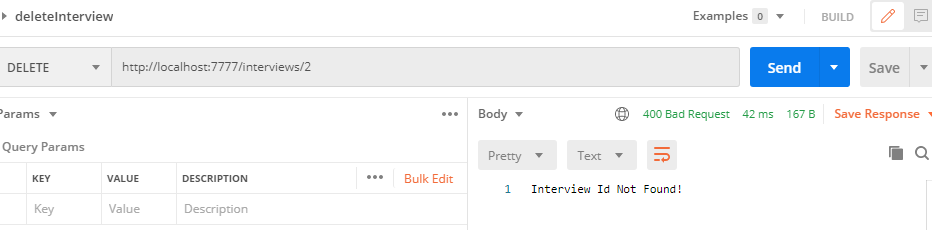 deleteInterview
Examples 0
BUILD
DELETE
http://localhost:7777/interviews/2
Send
Save
Params
Query Params
KEY VALUE DESCRIPTION
Bulk Edit
Key Value Description
Body
400 Bad Request 42 ms 167 B
Save Response
Pretty
Text
1 Interview Id Not Found!